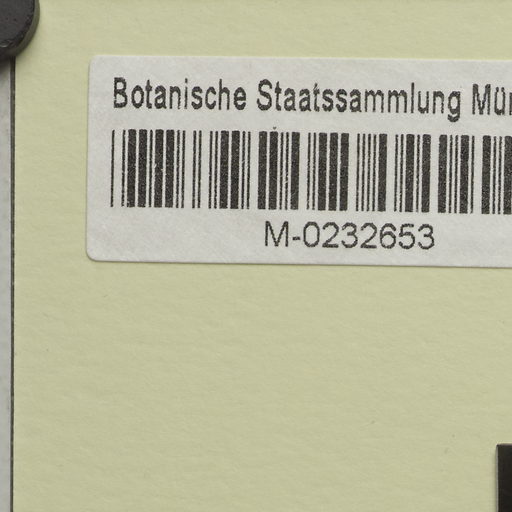 Botanische Staatssammlung Mün
M-0232653